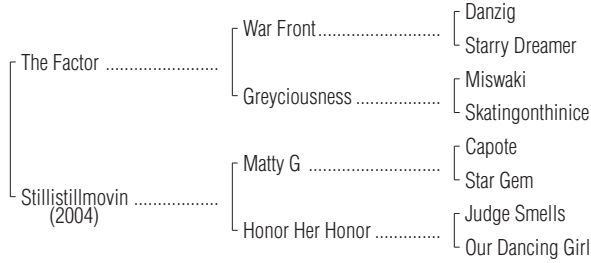 Danzig
War Front
Starry Dreamer
The Factor
Miswaki
Greyciousness
Skatingonthinice
Capote
Matty G
Star Gem
Stillistillmovin
(2004)
Judge Smells
Honor Her Honor
Our Dancing Girl